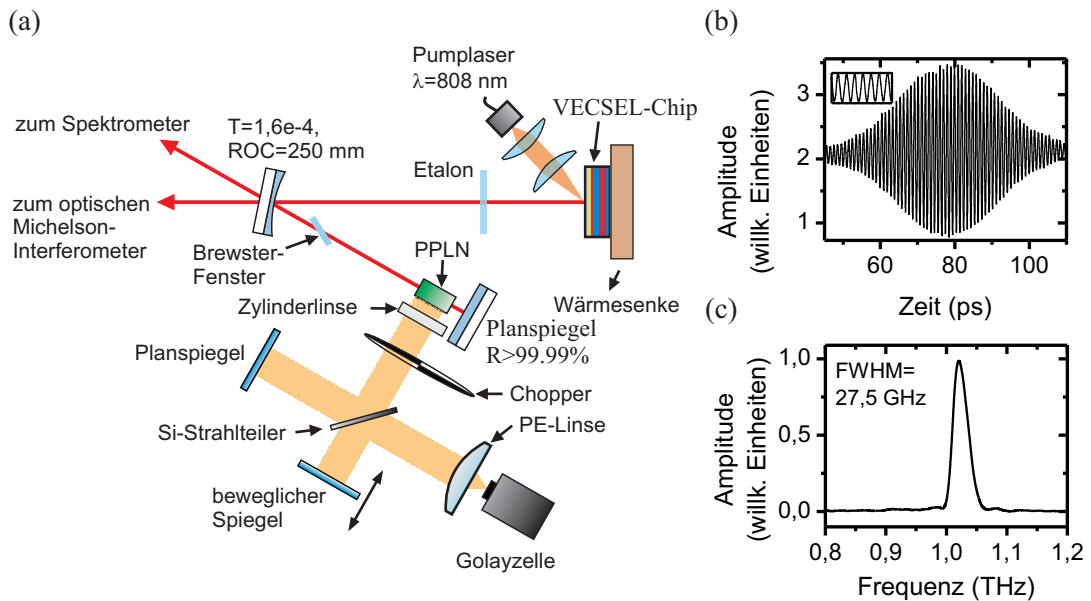 (a)
Pumplaser
λ=808 nm
VECSEL-Chip
zum Spektrometer
T=1,6e-4,
ROC=250 mm
Etalon
zum optischen
Michelson-
Interferometer
Brewster-
Fenster
PPLN
Zylinderlinse
Wärmesenke
Planspiegel
R>99.99%
Planspiegel
Chopper
Si-Strahlteiler
PE-Linse
beweglicher
Spiegel
Golayzelle
(b)
Amplitude
(willk. Einheiten)
3
2
1
60
80
100
Zeit (ps)
(c)
Amplitude
(willk. Einheiten)
1,0
0,5
0,0
FWHM=
27,5 GHz
0,8
0,9
1,0
1,1
1,2
Frequenz (THz)